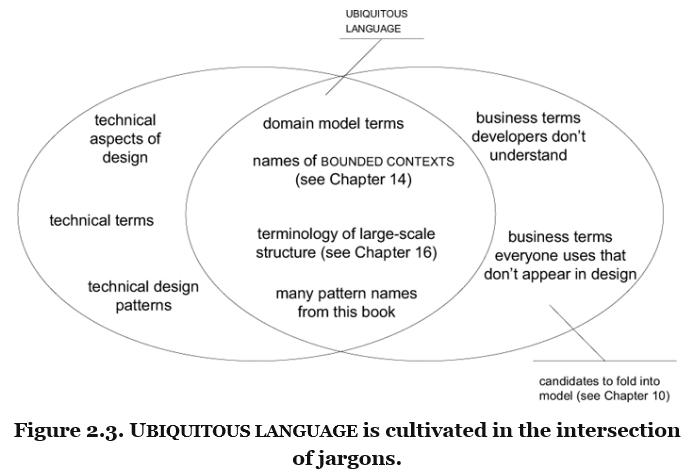 UBIQUITOUS
LANGUAGE
technical
aspects of
design
technical terms
technical design
patterns
domain model terms
names of BOUNDED CONTEXTS
(see Chapter 14)
terminology of large-scale
structure (see Chapter 16)
many pattern names
from this book
business terms
developers don't
understand
business terms
everyone uses that
don't appear in design
candidates to fold into
model (see Chapter 10)
Figure 2.3. UBIQUITOUS LANGUAGE is cultivated in the intersection
of jargons.